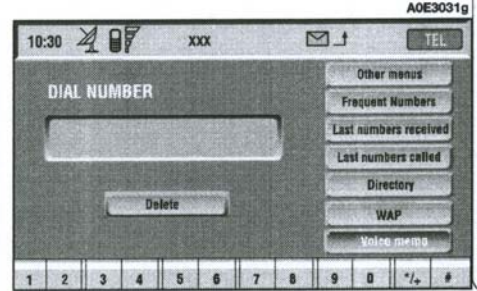 A0E3031g
10:30 XXX TEL
DIAL NUMBER
Delete
Other menus
Frequent Numbers
Last numbers received
Last numbers called
Directory
WAP
Voice memo
1 2 3 4 5 6 7 8 9 0 */+ #